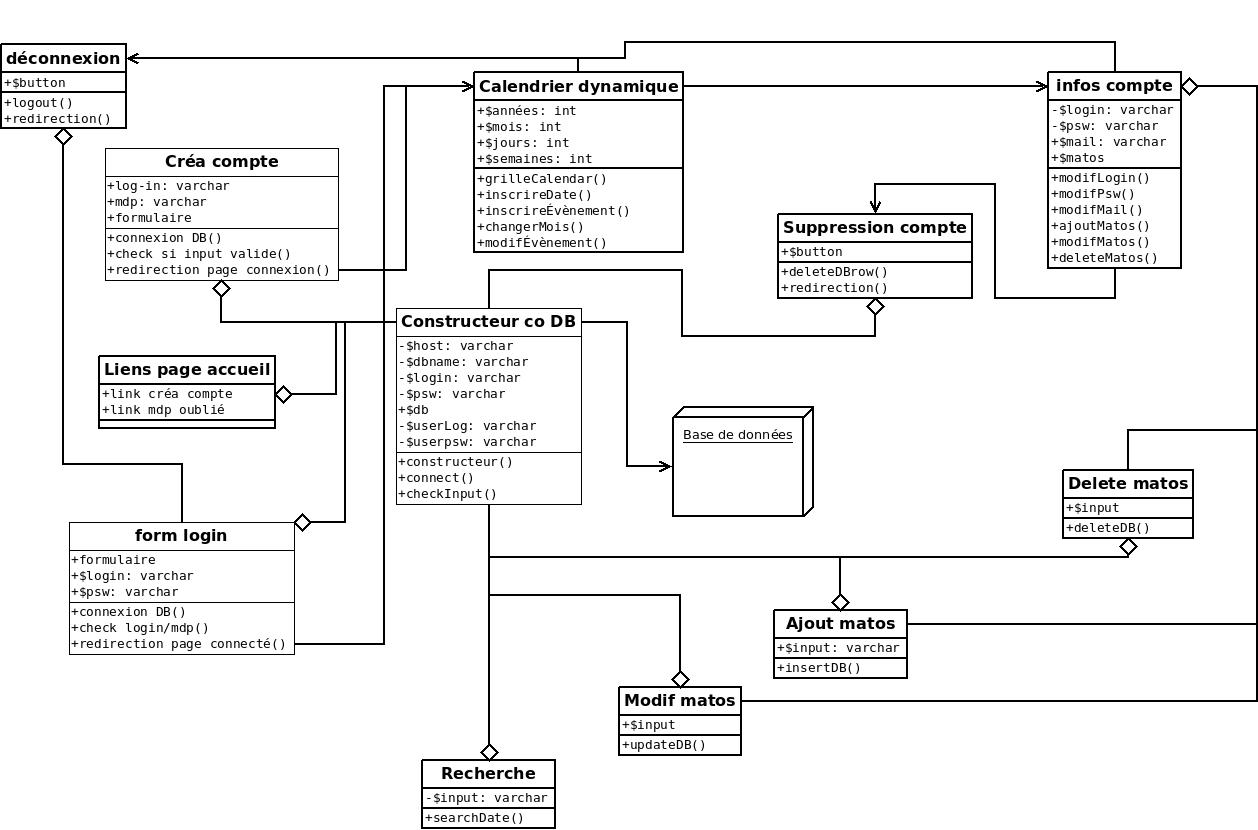 déconnexion
+$button
+logout()
+redirection()
Créa compte
+log-in: varchar
+mdp: varchar
+formulaire
+connexion DB()
+check si input valide()
+redirection page connexion()
Calendrier dynamique
+$années: int
+$mois: int
+$jours: int
+$semaines: int
+grilleCalendar()
+inscrireDate()
+inscrireÉvènement()
+changerMois()
+modifÉvènement()
infos compte
-$login: varchar
-$psw: varchar
+$mail: varchar
+$matos
+modifLogin()
+modifPsw()
+modifMail()
+ajoutMatos()
+modifMatos()
+deleteMatos()
Suppression compte
+$button
+deleteDBrow()
+redirection()
Constructeur co DB
-$host: varchar
-$dbname: varchar
-$login: varchar
-$psw: varchar
+$db
-$userLog: varchar
-$userpsw: varchar
+constructeur()
+connect()
+checkInput()
Liens page accueil
+link créa compte
+link mdp oublié
Base de données
form login
+formulaire
+$login: varchar
+$psw: varchar
+connexion DB()
+check login/mdp()
+redirection page connecté()
Delete matos
+$input
+deleteDB()
Ajout matos
+$input: varchar
+insertDB()
Modif matos
+$input
+updateDB()
Recherche
-$input: varchar
+searchDate()